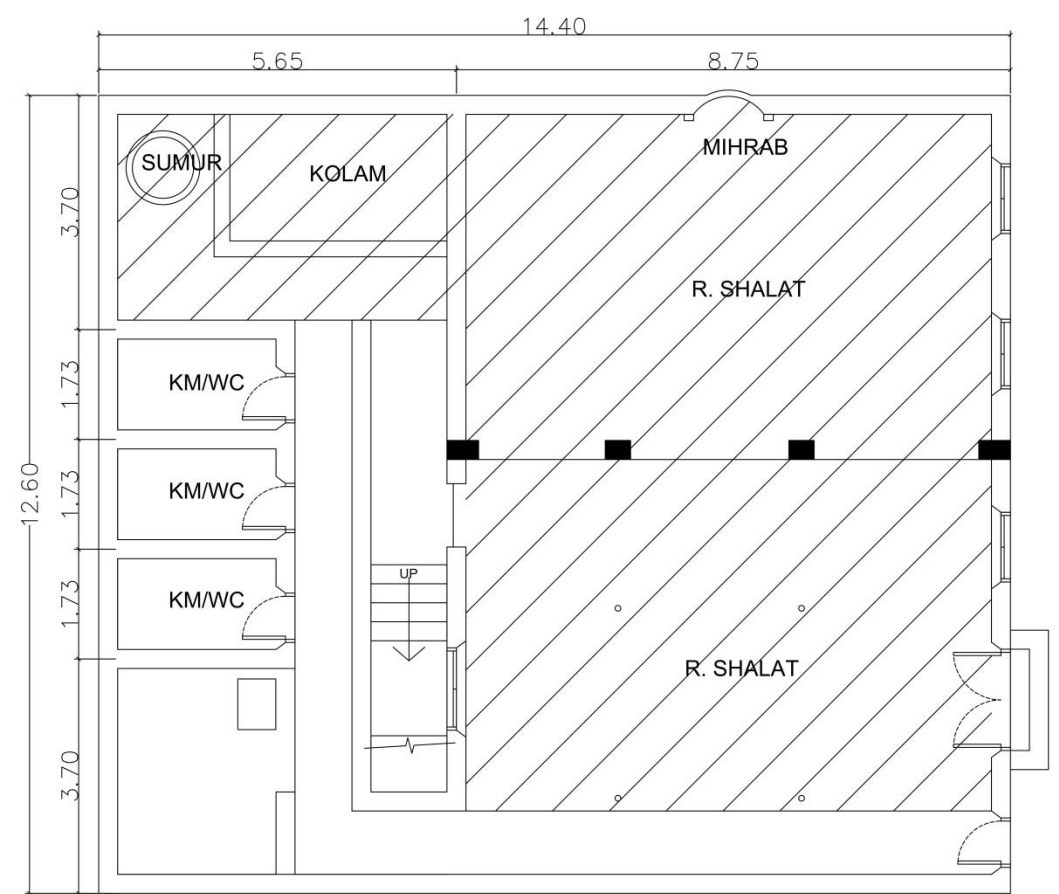 14.40
5.65
8.75
SUMUR
KOLAM
MIHRAB
3.70
R. SHALAT
1.73
KM/WC
12.60
1.73
KM/WC
UP
1.73
KM/WC
R. SHALAT
3.70